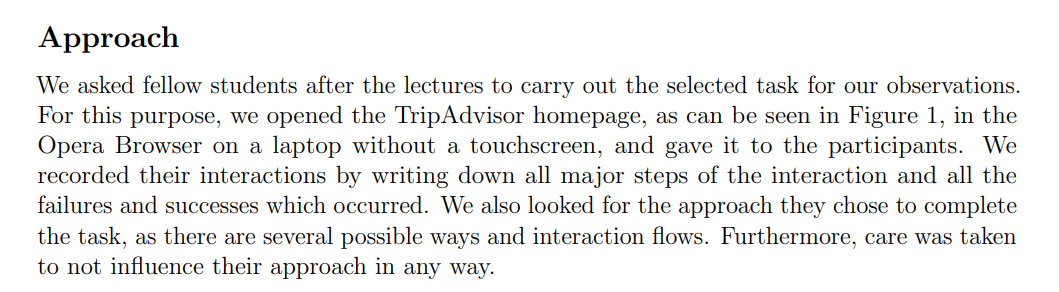 Approach
We asked fellow students after the lectures to carry out the selected task for our observations.
For this purpose, we opened the TripAdvisor homepage, as can be seen in Figure 1, in the
Opera Browser on a laptop without a touchscreen, and gave it to the participants. We
recorded their interactions by writing down all major steps of the interaction and all the
failures and successes which occurred. We also looked for the approach they chose to complete
the task, as there are several possible ways and interaction flows. Furthermore, care was taken
to not influence their approach in any way.